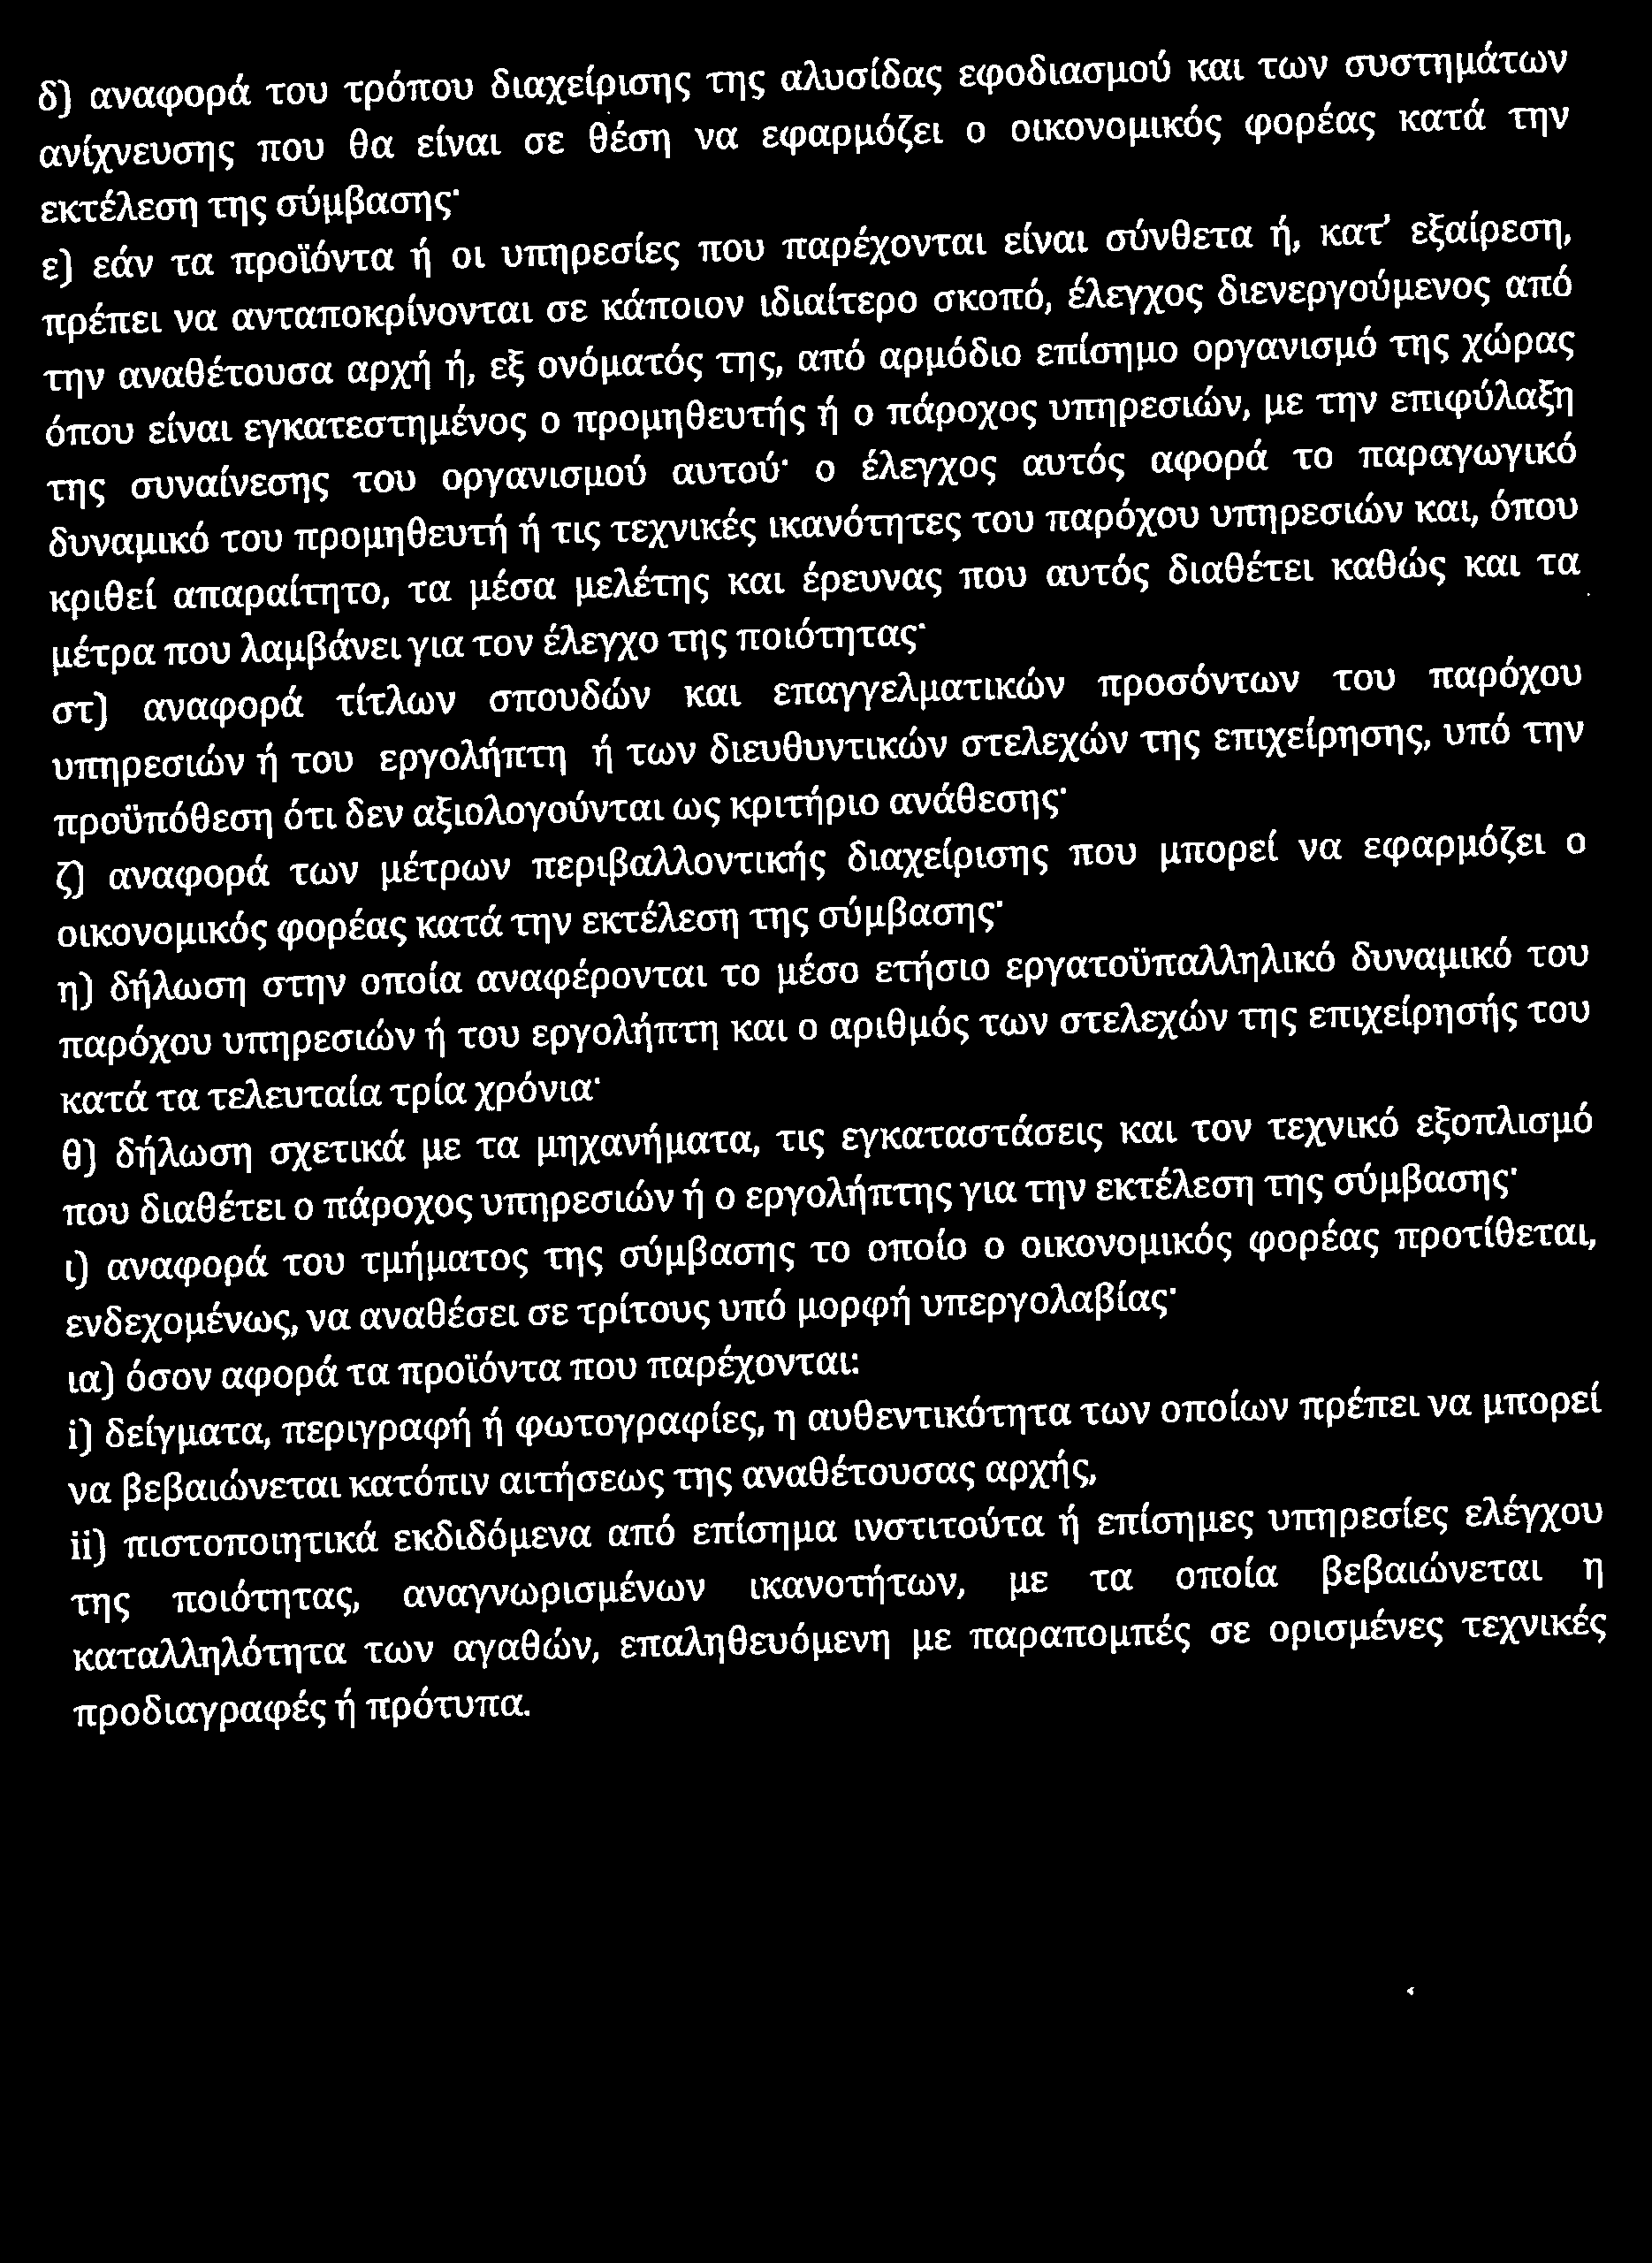 δ) αναφορά του τρόπου διαχείρισης της αλυσίδας εφοδιασμού και των συστημάτων
ανίχνευσης που θα είναι σε θέση να εφαρμόζει ο οικονομικός φορέας κατά την
εκτέλεση της σύμβασης·
ε) εάν τα προϊόντα ή οι υπηρεσίες που παρέχονται είναι σύνθετα ή, κατ’ εξαίρεση,
πρέπει να ανταποκρίνονται σε κάποιον ιδιαίτερο σκοπό, έλεγχος διενεργούμενος από
την αναθέτουσα αρχή ή, εξ ονόματός της, από αρμόδιο επίσημο οργανισμό της χώρας
όπου είναι εγκατεστημένος ο προμηθευτής ή ο πάροχος υπηρεσιών, με την επιφύλαξη
της συναίνεσης του οργανισμού αυτού· ο έλεγχος αυτός αφορά το παραγωγικό
δυναμικό του προμηθευτή ή τις τεχνικές ικανότητες του παρόχου υπηρεσιών και, όπου
κριθεί απαραίτητο, τα μέσα μελέτης και έρευνας που αυτός διαθέτει καθώς και τα
μέτρα που λαμβάνει για τον έλεγχο της ποιότητας·
στ) αναφορά τίτλων σπουδών και επαγγελματικών προσόντων του παρόχου
υπηρεσιών ή του εργολήπτη ή των διευθυντικών στελεχών της επιχείρησης, υπό την
προϋπόθεση ότι δεν αξιολογούνται ως κριτήριο ανάθεσης·
ζ) αναφορά των μέτρων περιβαλλοντικής διαχείρισης που μπορεί να εφαρμόζει ο
οικονομικός φορέας κατά την εκτέλεση της σύμβασης·
η) δήλωση στην οποία αναφέρονται το μέσο ετήσιο εργατοϋπαλληλικό δυναμικό του
παρόχου υπηρεσιών ή του εργολήπτη και ο αριθμός των στελεχών της επιχείρησής του
κατά τα τελευταία τρία χρόνια·
θ) δήλωση σχετικά με τα μηχανήματα, τις εγκαταστάσεις και τον τεχνικό εξοπλισμό
που διαθέτει ο πάροχος υπηρεσιών ή ο εργολήπτης για την εκτέλεση της σύμβασης·
ι) αναφορά του τμήματος της σύμβασης το οποίο ο οικονομικός φορέας προτίθεται,
ενδεχομένως, να αναθέσει σε τρίτους υπό μορφή υπεργολαβίας·
ια) όσον αφορά τα προϊόντα που παρέχονται:
i) δείγματα, περιγραφή ή φωτογραφίες, η αυθεντικότητα των οποίων πρέπει να μπορεί
να βεβαιώνεται κατόπιν αιτήσεως της αναθέτουσας αρχής,
ii) πιστοποιητικά εκδιδόμενα από επίσημα ινστιτούτα ή επίσημες υπηρεσίες ελέγχου
της ποιότητας, αναγνωρισμένων ικανοτήτων, με τα οποία βεβαιώνεται η
καταλληλότητα των αγαθών, επαληθευόμενη με παραπομπές σε ορισμένες τεχνικές
προδιαγραφές ή πρότυπα.